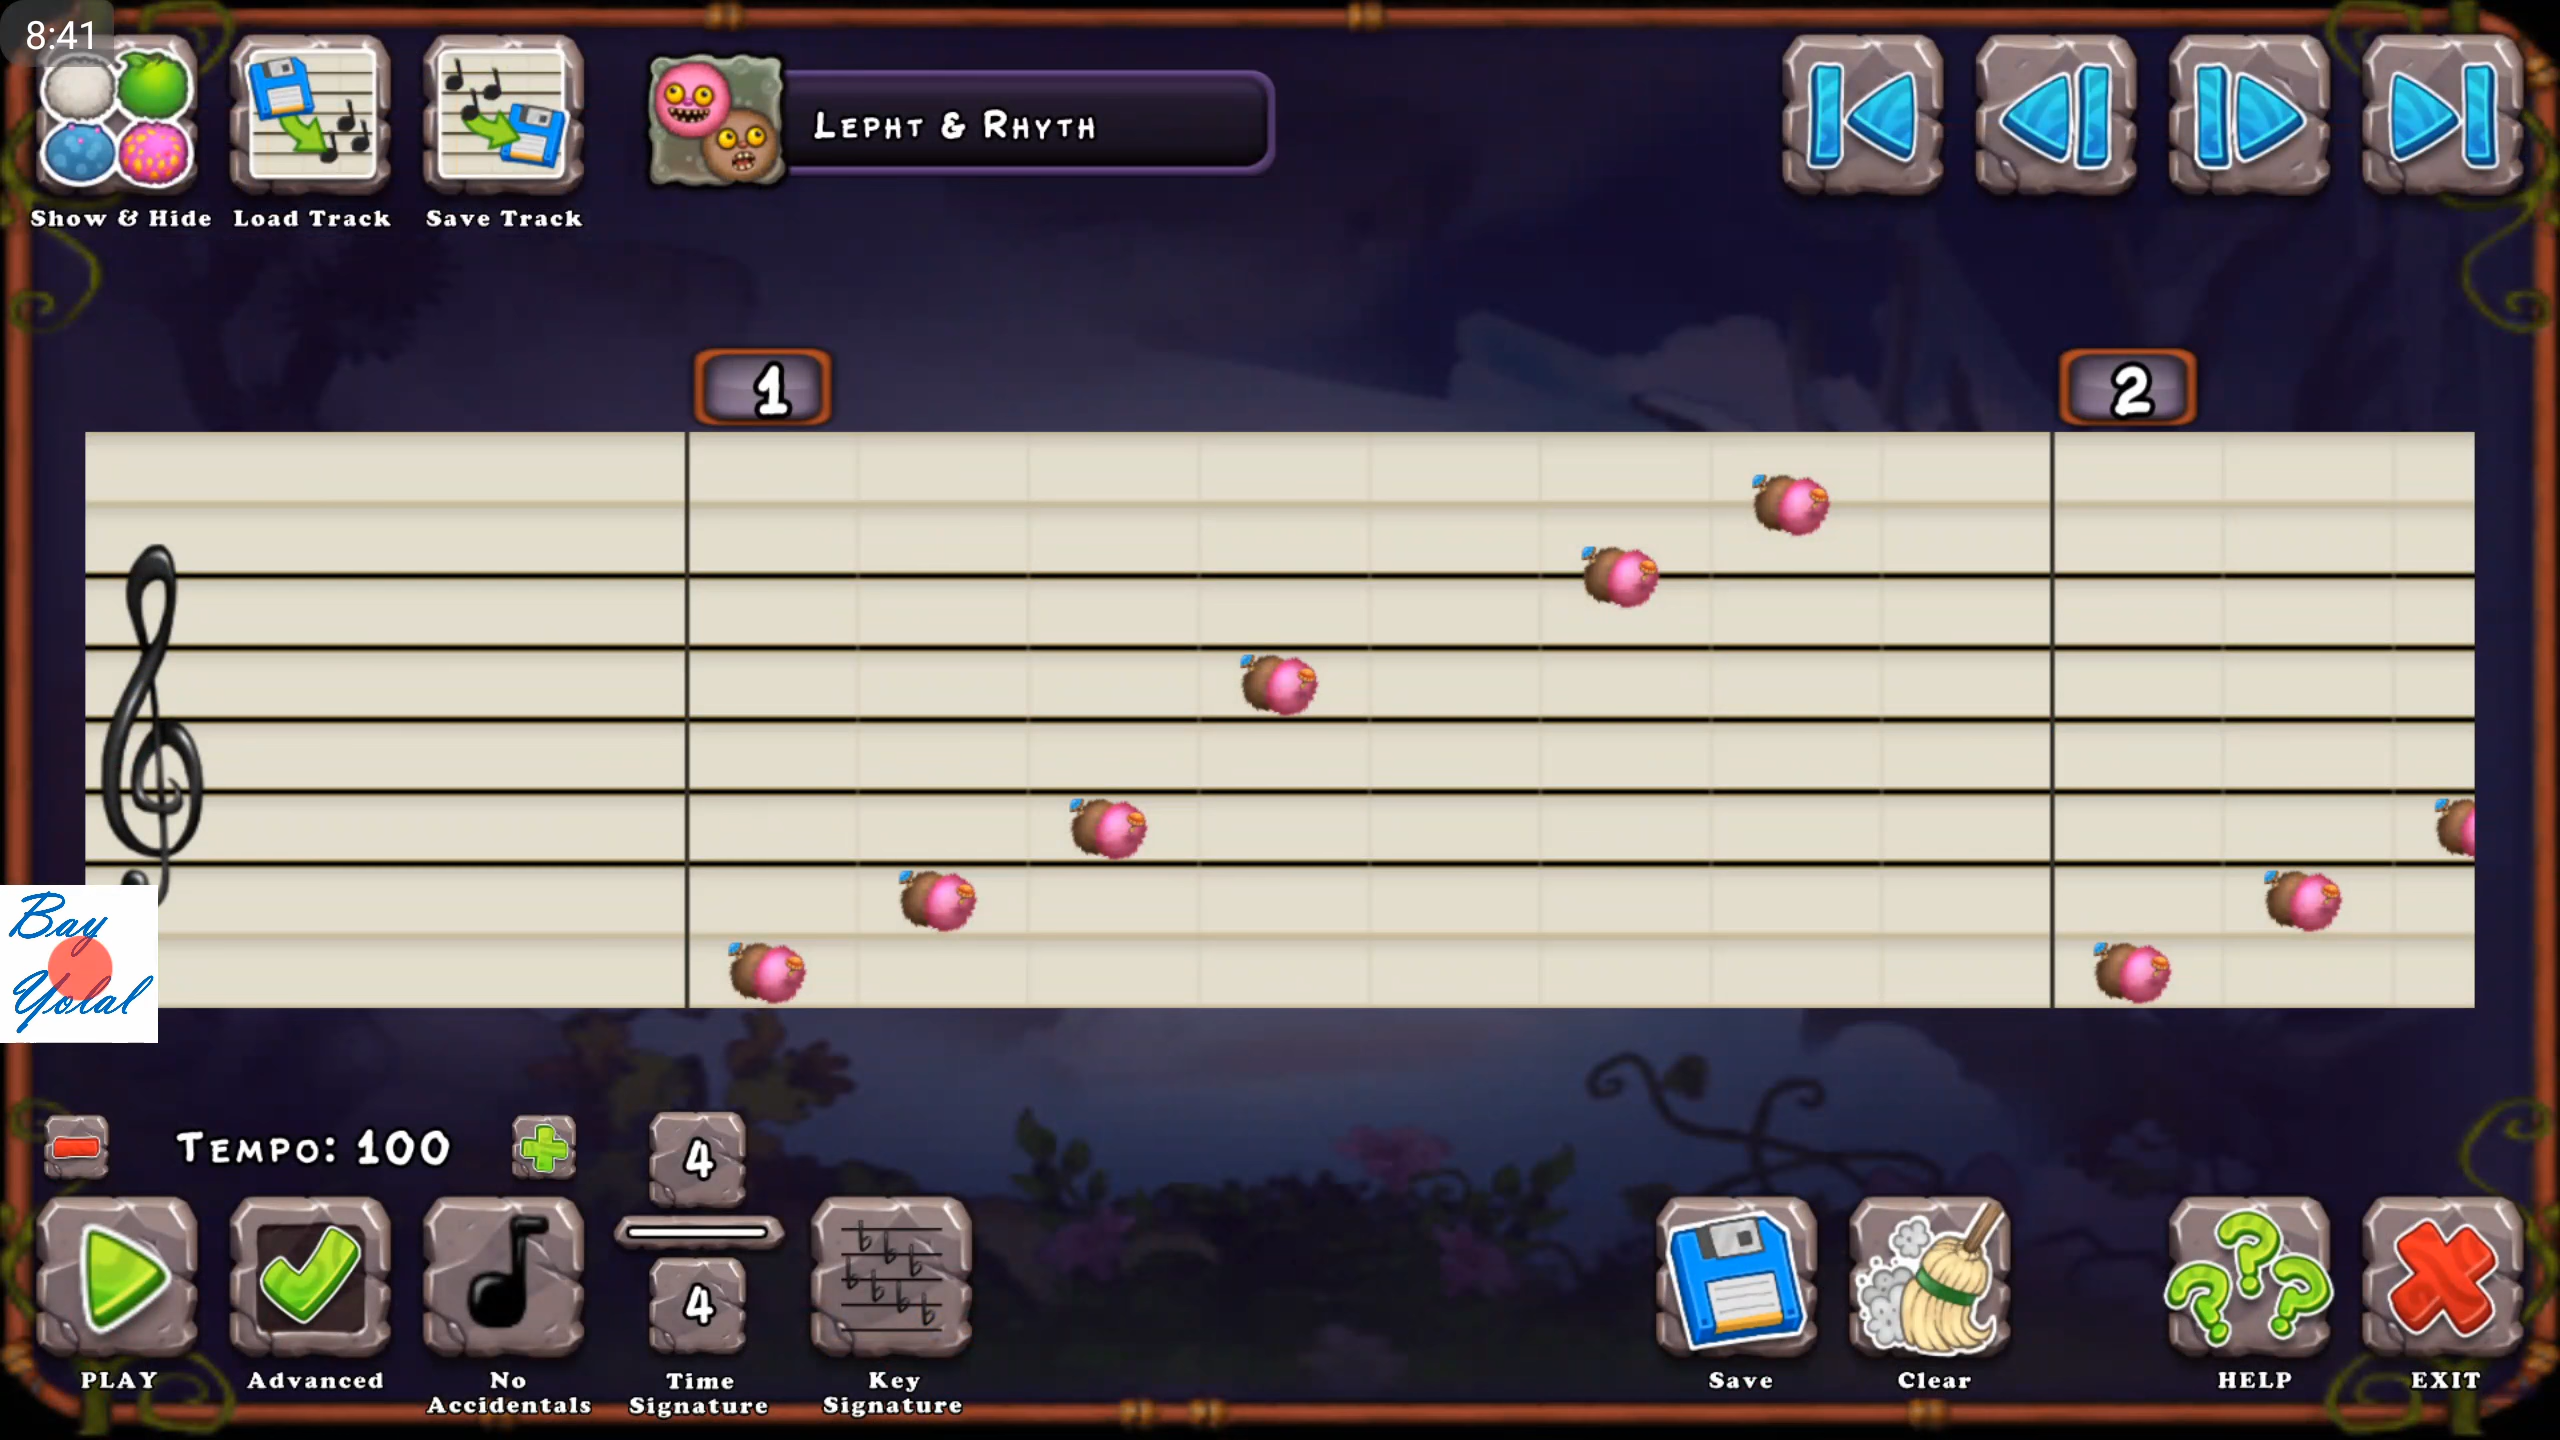 8:41
Show & Hide
Load Track
Save Track
Lepht & Rhyth
1
2
Bay
Yolal
Tempo: 100
4
4
PLAY
Advanced
No
Accidentals
Time
Signature
Key
Signature
Save
Clear
HELP
EXIT